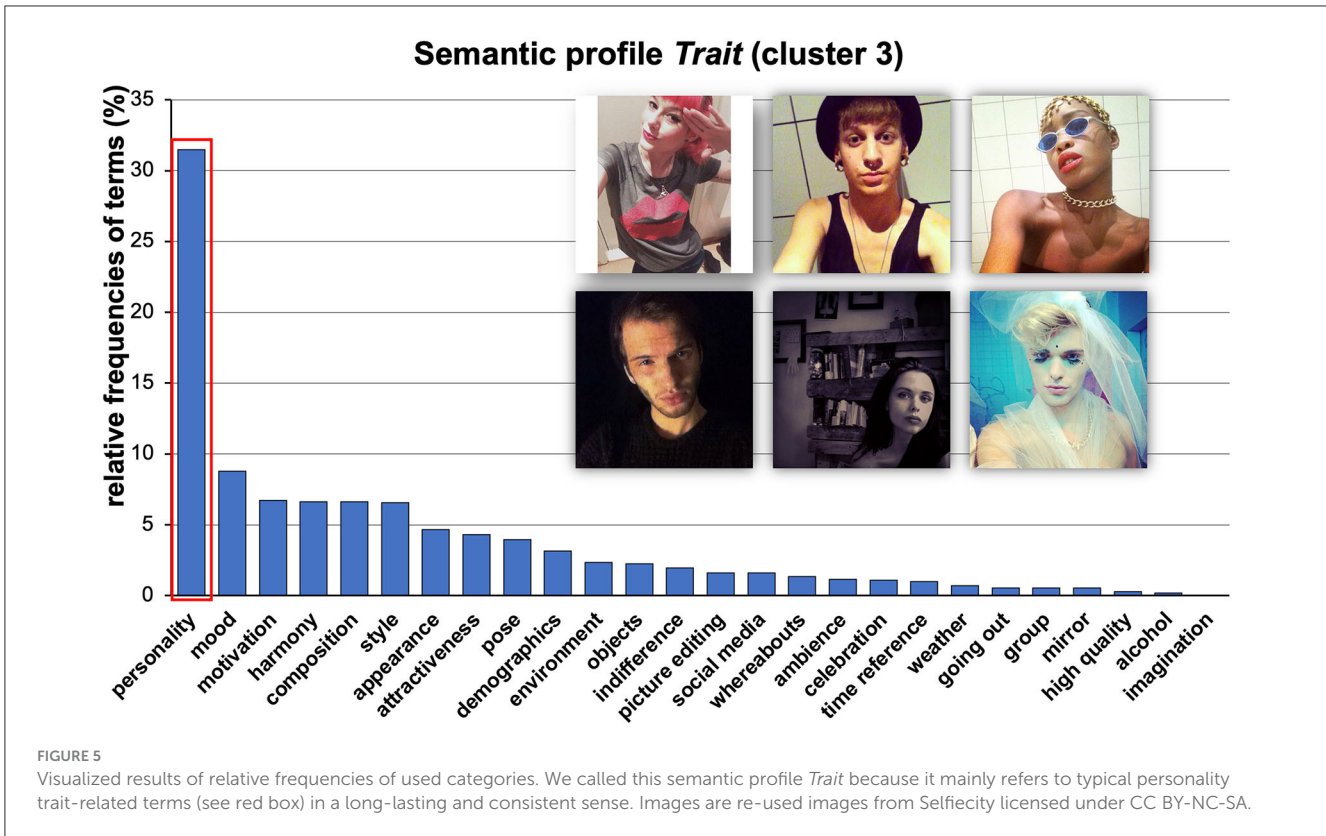 Semantic profile Trait (cluster 3)
relative frequencies of terms (%)
35
30
25
20
15
10
5
0
personality
mood
motivation
harmony
composition
style
appearance
attractiveness
pose
demographics
environment
objects
indifference
picture editing
social media
whereabouts
ambience
celebration
time reference
weather
going out
group
mirror
high quality
alcohol
imagination
FIGURE 5
Visualized results of relative frequencies of used categories. We called this semantic profile Trait because it mainly refers to typical personality
trait-related terms (see red box) in a long-lasting and consistent sense. Images are re-used images from Selfiecity licensed under CC BY-NC-SA.